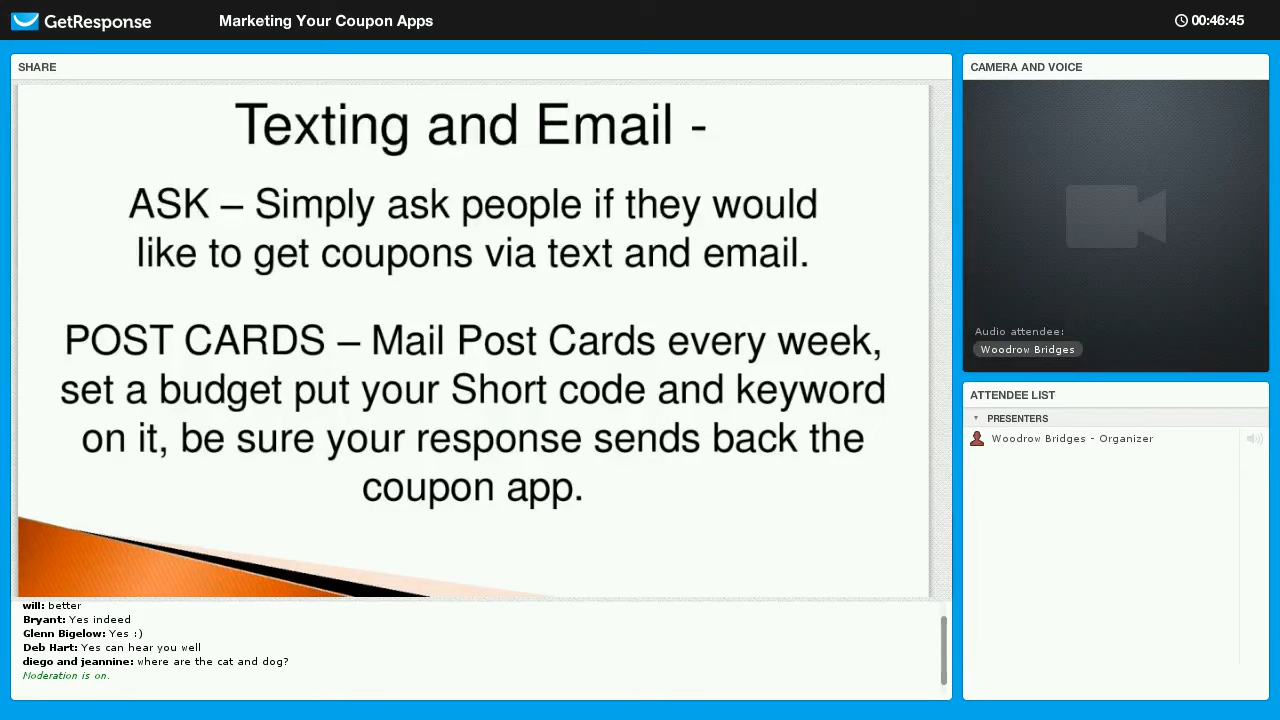 GetResponse
Marketing Your Coupon Apps
00:46:45
SHARE
Texting and Email -
ASK – Simply ask people if they would
like to get coupons via text and email.
POST CARDS – Mail Post Cards every week,
set a budget put your Short code and keyword
on it, be sure your response sends back the
coupon app.
will: better
Bryant: Yes indeed
Glenn Bigelow: Yes :)
Deb Hart: Yes can hear you well
diego and jeannine: where are the cat and dog?
Moderation is on.
CAMERA AND VOICE
Audio attendee:
Woodrow Bridges
ATTENDEE LIST
PRESENTERS
Woodrow Bridges - Organizer